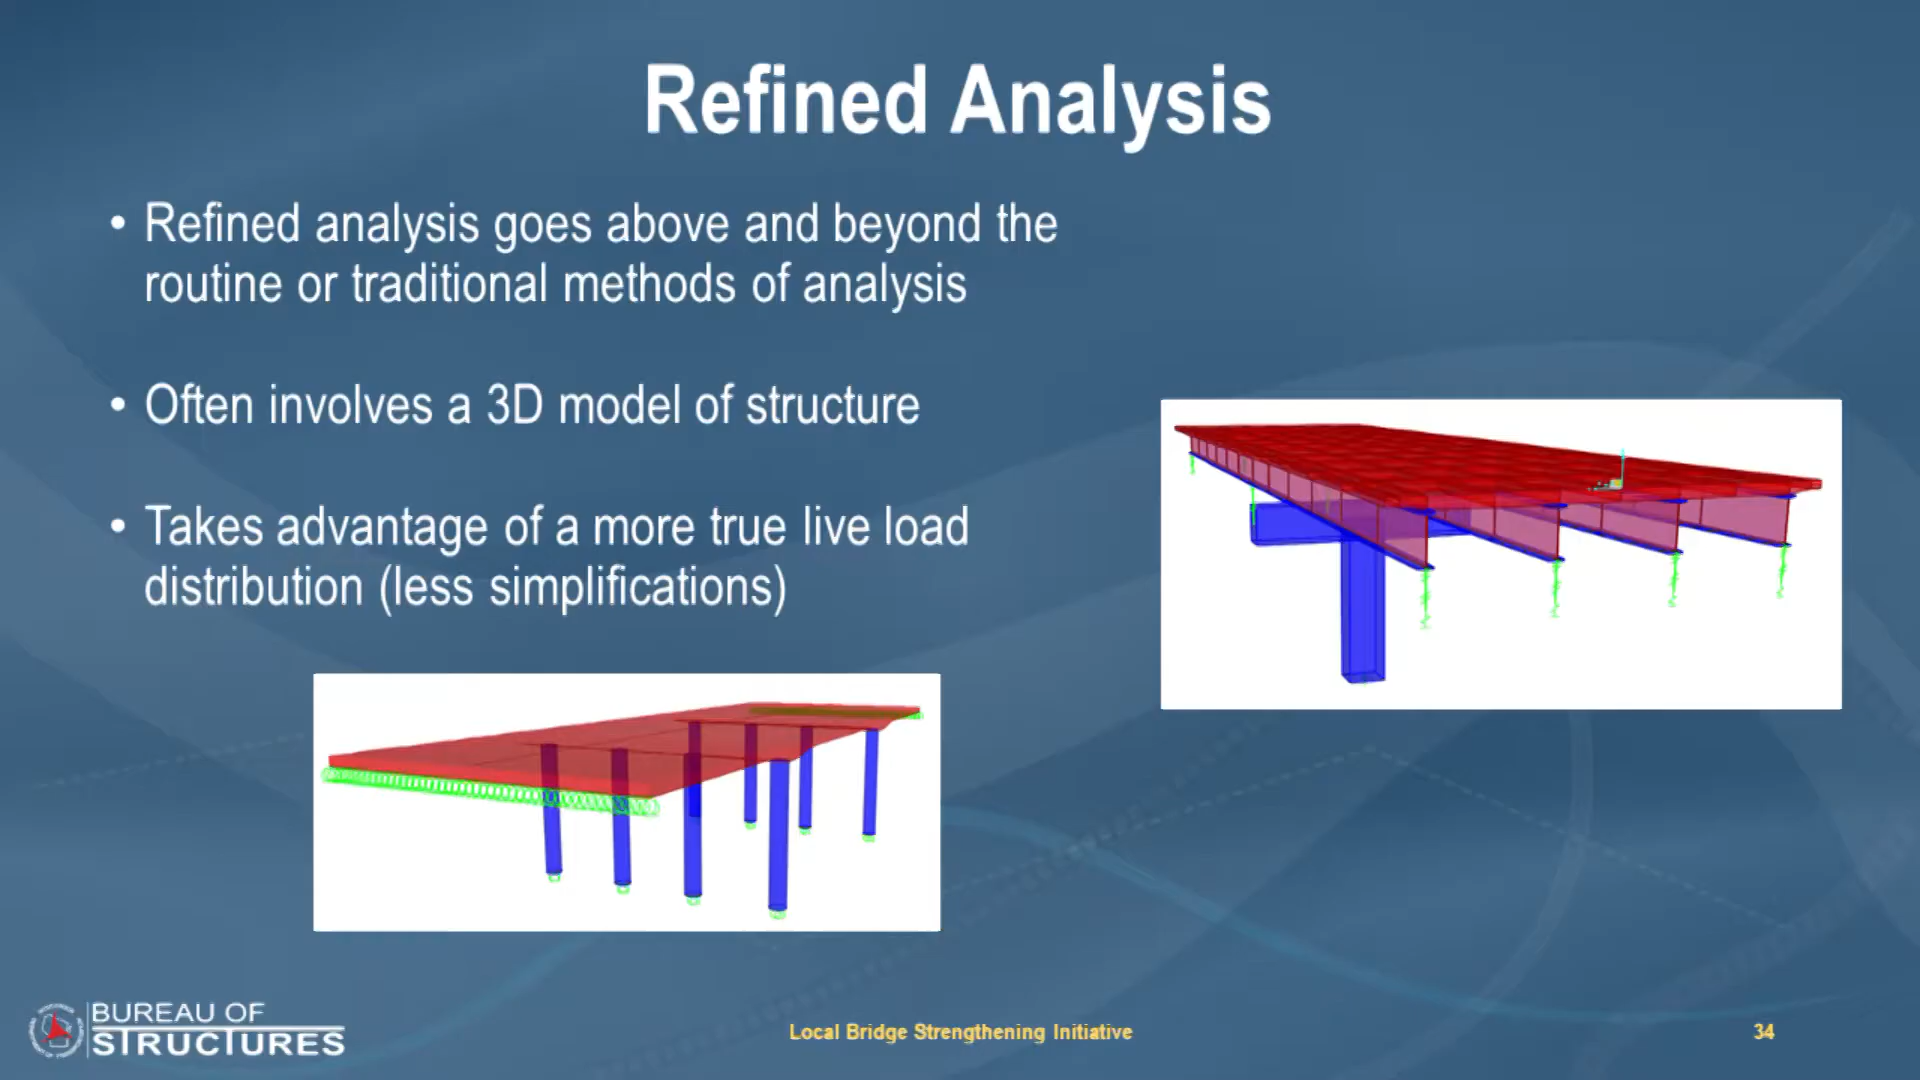 Refined Analysis
• Refined analysis goes above and beyond the
routine or traditional methods of analysis
• Often involves a 3D model of structure
• Takes advantage of a more true live load
distribution (less simplifications)
BUREAU OF
STRUCTURES
Local Bridge Strengthening Initiative
34